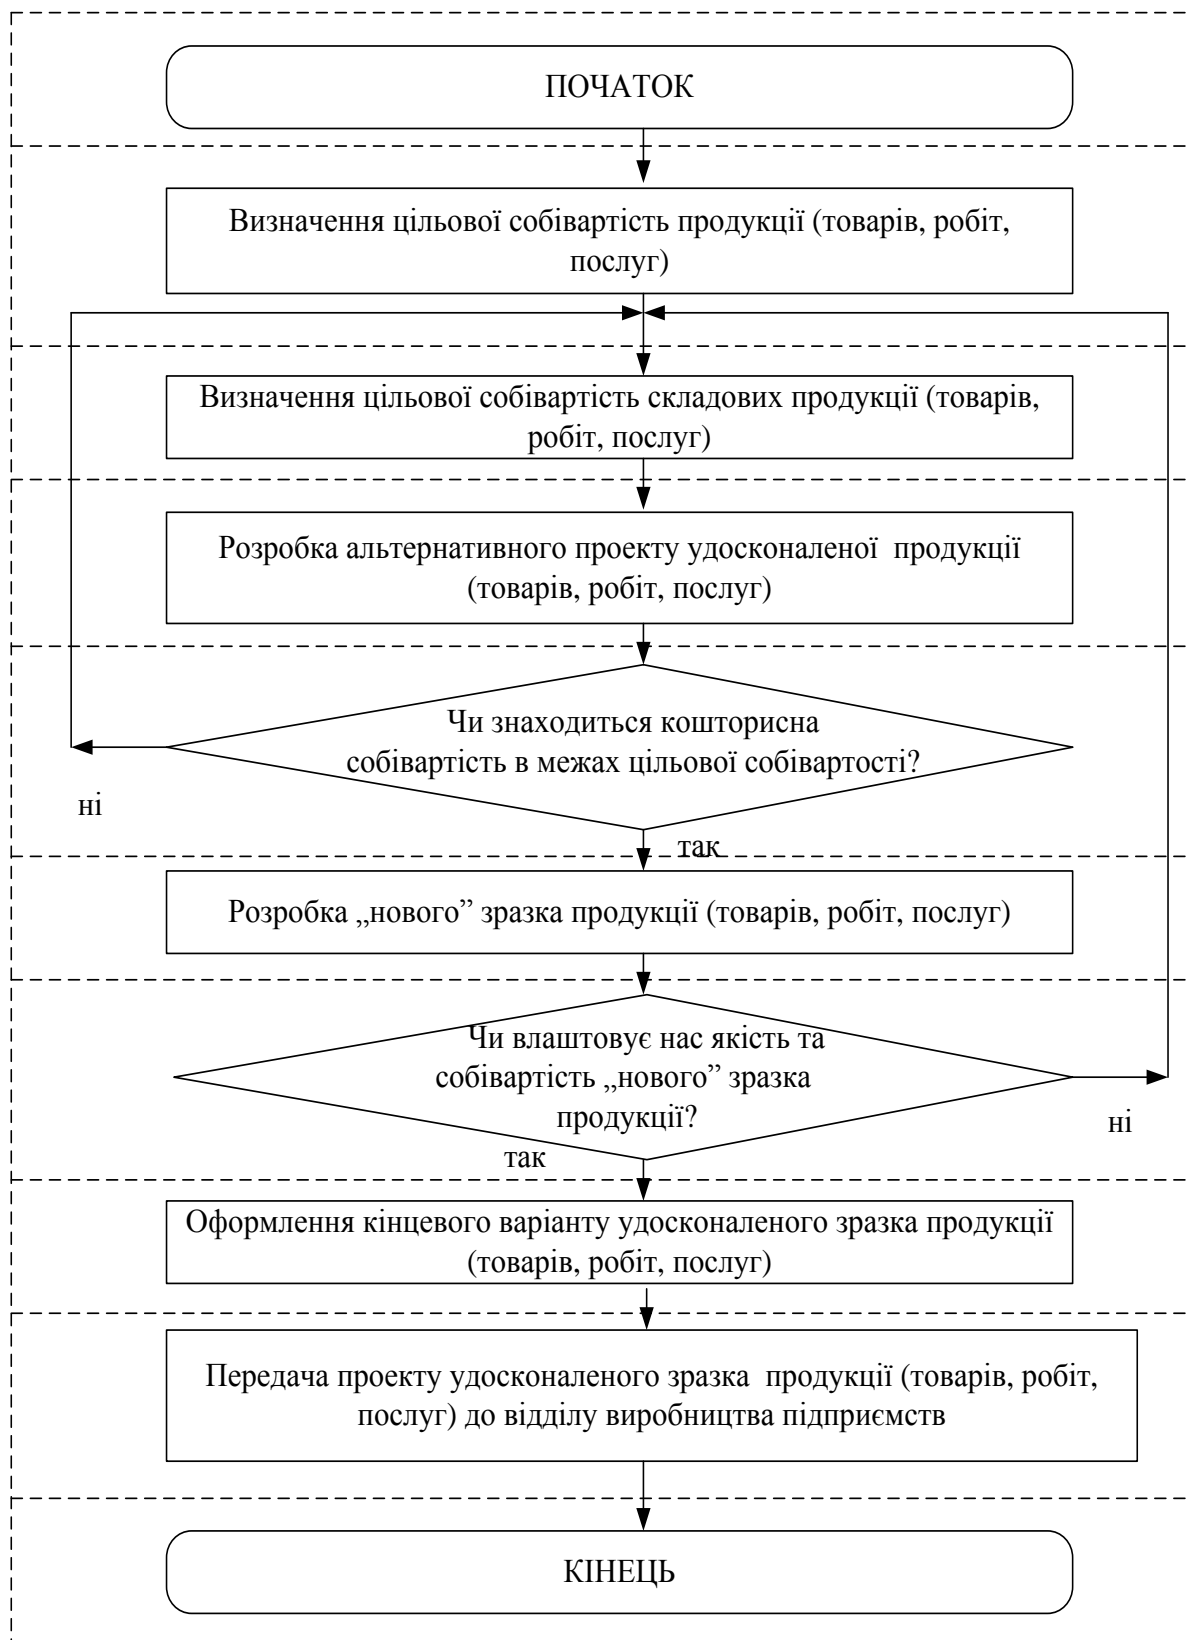 ПОЧАТОК
Визначення цільової собівартість продукції (товарів, робіт,
послуг)
Визначення цільової собівартість складових продукції (товарів,
робіт, послуг)
Розробка альтернативного проекту удосконаленої продукції
(товарів, робіт, послуг)
Чи знаходиться кошторисна
собівартість в межах цільової собівартості?
ні
так
Розробка „нового” зразка продукції (товарів, робіт, послуг)
Чи влаштовує нас якість та
собівартість „нового” зразка
продукції?
ні
так
Оформлення кінцевого варіанту удосконаленого зразка продукції
(товарів, робіт, послуг)
Передача проекту удосконаленого зразка продукції (товарів, робіт,
послуг) до відділу виробництва підприємств
КІНЕЦЬ